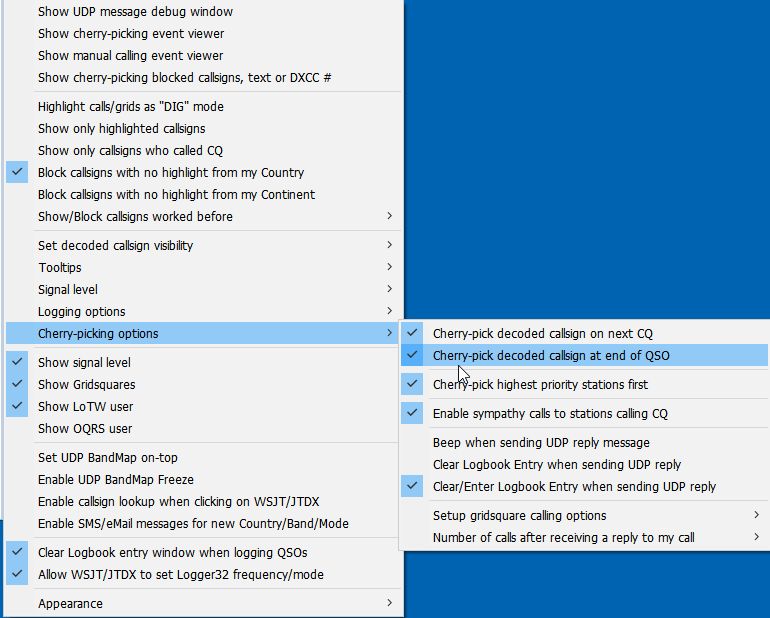 Show UDP message debug window
Show cherry-picking event viewer
Show manual calling event viewer
Show cherry-picking blocked callsigns, text or DXCC #
Highlight calls/grids as "DIG" mode
Show only highlighted callsigns
Show only callsigns who called CQ
Block callsigns with no highlight from my Country
Block callsigns with no highlight from my Continent
Show/Block callsigns worked before
Set decoded callsign visibility
Tooltips
Signal level
Logging options
Cherry-picking options
Show signal level
Show Gridsquares
Show LoTW user
Show OQRS user
Set UDP BandMap on-top
Enable UDP BandMap Freeze
Enable callsign lookup when clicking on WSJT/JTDX
Enable SMS/eMail messages for new Country/Band/Mode
Clear Logbook entry window when logging QSOs
Allow WSJT/JTDX to set Logger32 frequency/mode
Appearance
Cherry-pick decoded callsign on next CQ
Cherry-pick decoded callsign at end of QSO
Cherry-pick highest priority stations first
Enable sympathy calls to stations calling CQ
Beep when sending UDP reply message
Clear Logbook Entry when sending UDP reply
Clear/Enter Logbook Entry when sending UDP reply
Setup gridsquare calling options
Number of calls after receiving a reply to my call